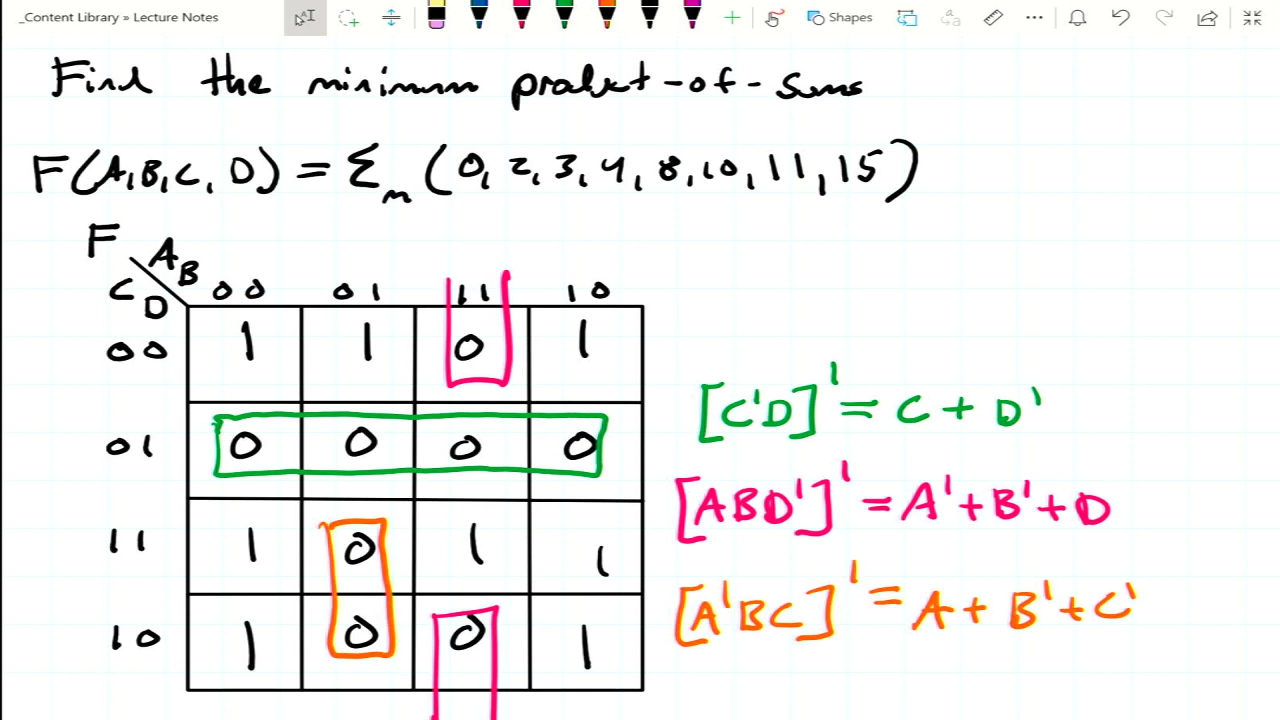 _Content Library » Lecture Notes
Shapes
Find the minimum product-of-sums
F(A,B,C,D) = Σm (0,2,3,4,8,10,11,15)
F
AB
CD 00 01 11 10
00 1 1 0 1
01 0 0 0 0
11 1 0 1 1
10 1 0 0 1
[C'D]' = C + D'
[ABD']' = A'+B'+D
[A'BC]' = A+B'+C'